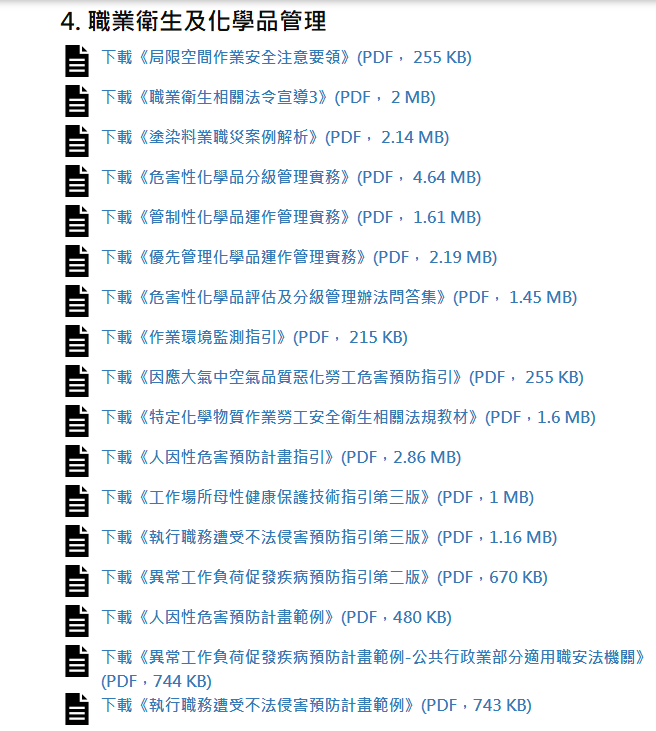 4. 職業衛生及化學品管理
下載《局限空間作業安全注意要領》(PDF， 255 KB)
下載《職業衛生相關法令宣導3》(PDF， 2 MB)
下載《塗染料業職災案例解析》(PDF， 2.14 MB)
下載《危害性化學品分級管理實務》(PDF， 4.64 MB)
下載《管制性化學品運作管理實務》(PDF， 1.61 MB)
下載《優先管理化學品運作管理實務》(PDF， 2.19 MB)
下載《危害性化學品評估及分級管理辦法問答集》(PDF， 1.45 MB)
下載《作業環境監測指引》(PDF， 215 KB)
下載《因應大氣中空氣品質惡化勞工危害預防指引》(PDF， 255 KB)
下載《特定化學物質作業勞工安全衛生相關法規教材》(PDF，1.6 MB)
下載《人因性危害預防計畫指引》(PDF，2.86 MB)
下載《工作場所母性健康保護技術指引第三版》(PDF，1 MB)
下載《執行職務遭受不法侵害預防指引第三版》(PDF，1.16 MB)
下載《異常工作負荷促發疾病預防指引第二版》(PDF，670 KB)
下載《人因性危害預防計畫範例》(PDF，480 KB)
下載《異常工作負荷促發疾病預防計畫範例-公共行政業部分適用職安法機關》
(PDF，744 KB)
下載《執行職務遭受不法侵害預防計畫範例》(PDF，743 KB)